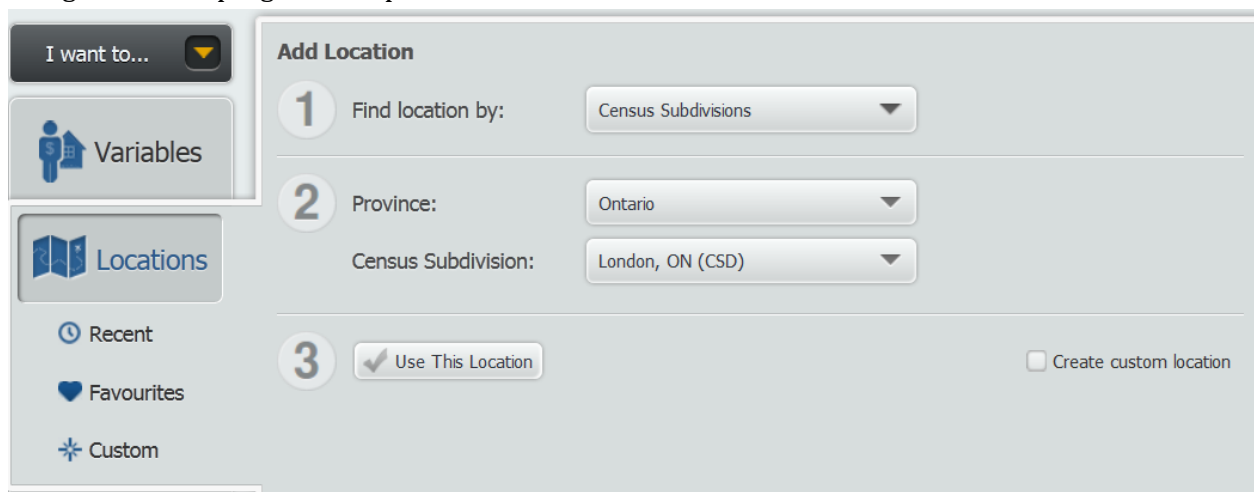 I want to...
Variables
Locations
Recent
Favourites
Custom
Add Location
1 Find location by: Census Subdivisions
2 Province: Ontario
Census Subdivision: London, ON (CSD)
3 Use This Location Create custom location